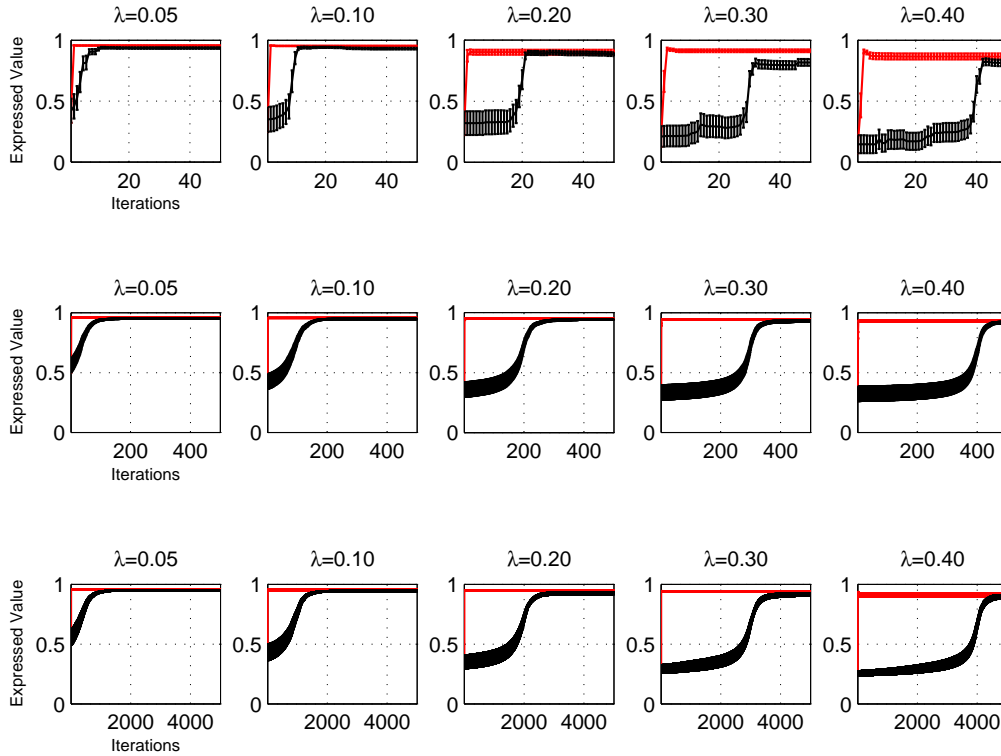 λ=0.05 λ=0.10 λ=0.20 λ=0.30 λ=0.40
Expressed Value
1 1 1 1 1
0.5 0.5 0.5 0.5 0.5
0 0 0 0 0
20 40 20 40 20 40 20 40 20 40
Iterations
λ=0.05 λ=0.10 λ=0.20 λ=0.30 λ=0.40
Expressed Value
1 1 1 1 1
0.5 0.5 0.5 0.5 0.5
0 0 0 0 0
200 400 200 400 200 400 200 400 200 400
Iterations
λ=0.05 λ=0.10 λ=0.20 λ=0.30 λ=0.40
Expressed Value
1 1 1 1 1
0.5 0.5 0.5 0.5 0.5
0 0 0 0 0
2000 4000 2000 4000 2000 4000 2000 4000 2000 4000
Iterations